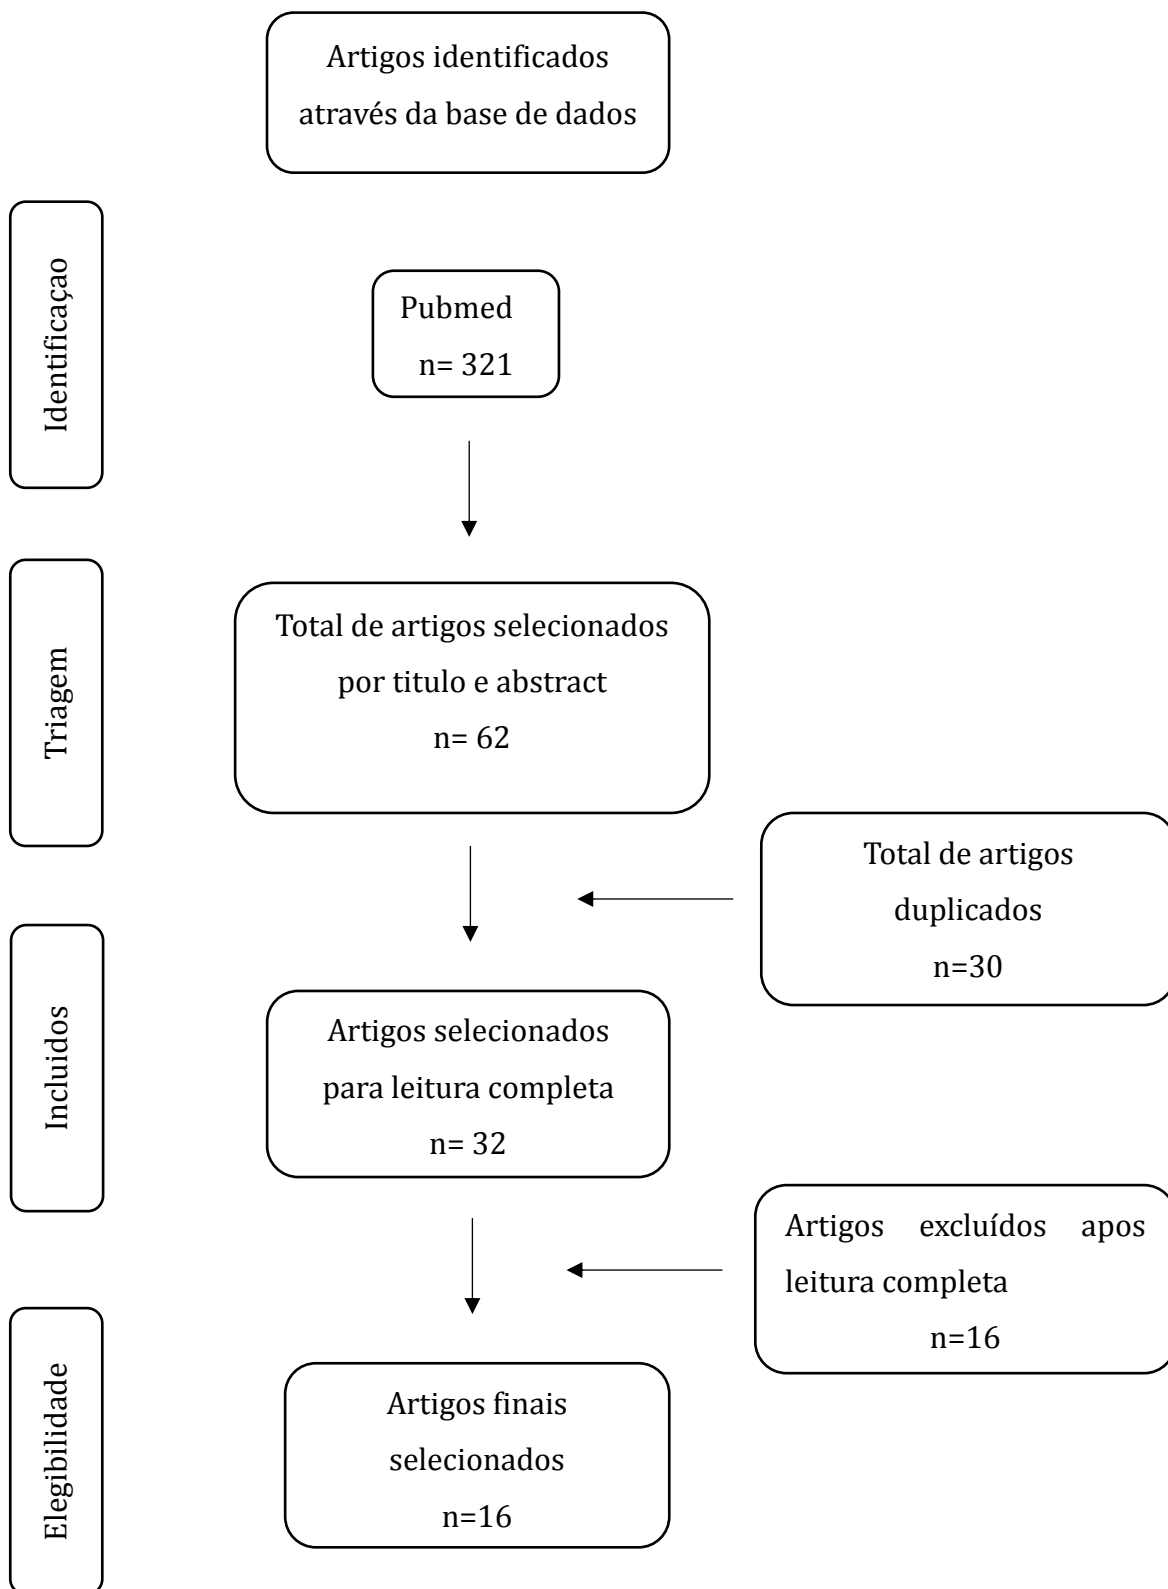 Artigos identificados
através da base de dados
Identificaçao
Pubmed
n= 321
Triagem
Total de artigos selecionados
por titulo e abstract
n= 62
Total de artigos
duplicados
n=30
Incluidos
Artigos selecionados
para leitura completa
n= 32
Artigos excluídos apos
leitura completa
n=16
Elegibilidade
Artigos finais
selecionados
n=16